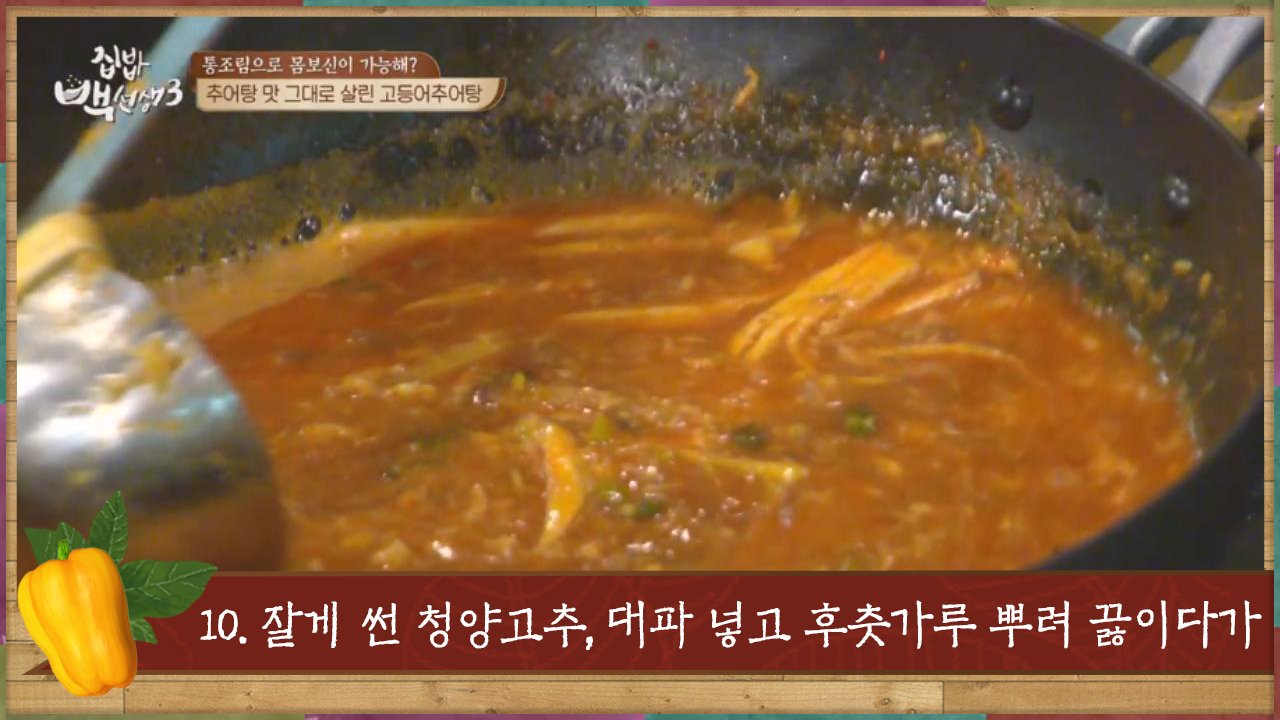 집밥
백선생3
통조림으로 몸보신이 가능해?
추어탕 맛 그대로 살린 고등어추어탕
10. 잘게 썬 청양고추, 대파 넣고 후춧가루 뿌려 끓이다가